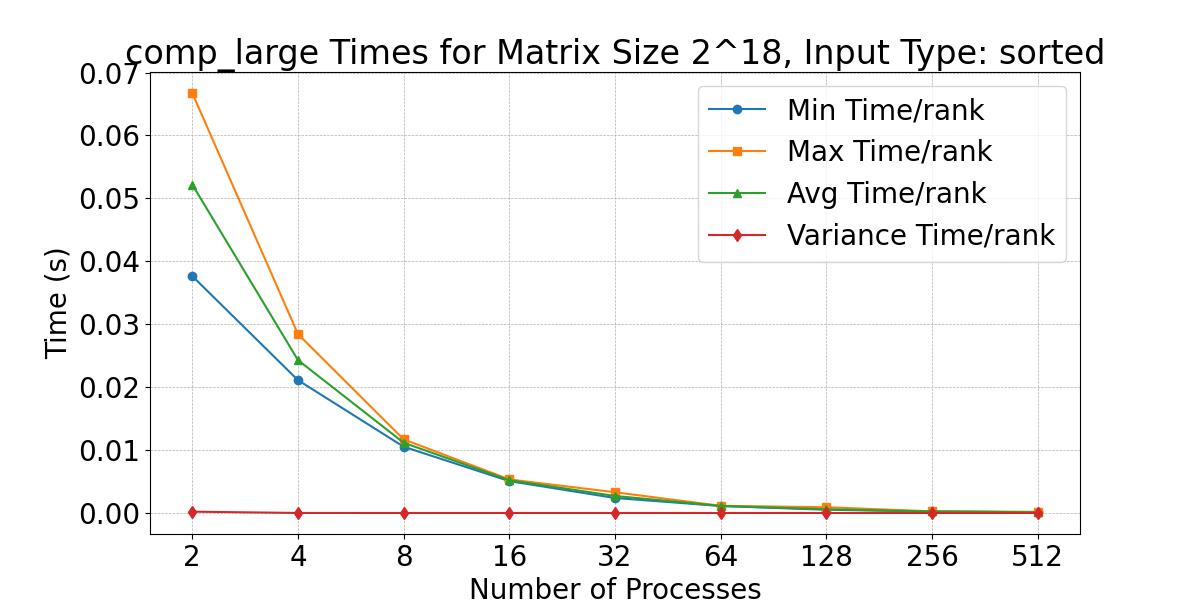 comp_large Times for Matrix Size 2^18, Input Type: sorted
0.07
0.06
0.05
0.04
0.03
0.02
0.01
0.00
Time (s)
Min Time/rank
Max Time/rank
Avg Time/rank
Variance Time/rank
2 4 8 16 32 64 128 256 512
Number of Processes